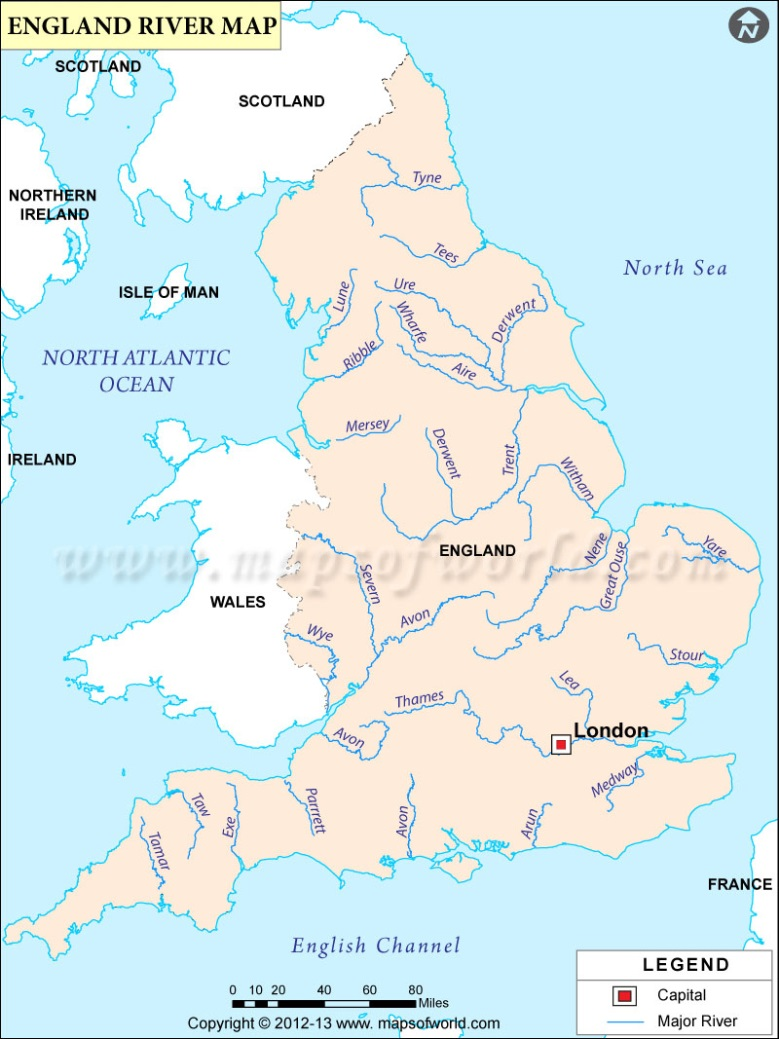 ENGLAND RIVER MAP
N
SCOTLAND
SCOTLAND
NORTHERN
IRELAND
Tyne
Tees
North Sea
ISLE OF MAN
Lune
Ure
Wharfe
Derwent
NORTH ATLANTIC
OCEAN
Ribble
Aire
Mersey
Derwent
Trent
Witham
IRELAND
www.mapsofworld.com
ENGLAND
Nene
Yare
Great Ouse
WALES
Severn
Avon
Wye
Stour
Lea
Thames
London
Avon
Medway
Taw
Exe
Parrrett
Avon
Arun
Tamar
FRANCE
English Channel
LEGEND
Capital
Major River
0 10 20 40 60 80
Miles
Copyright © 2012-13 www. mapsofworld.com